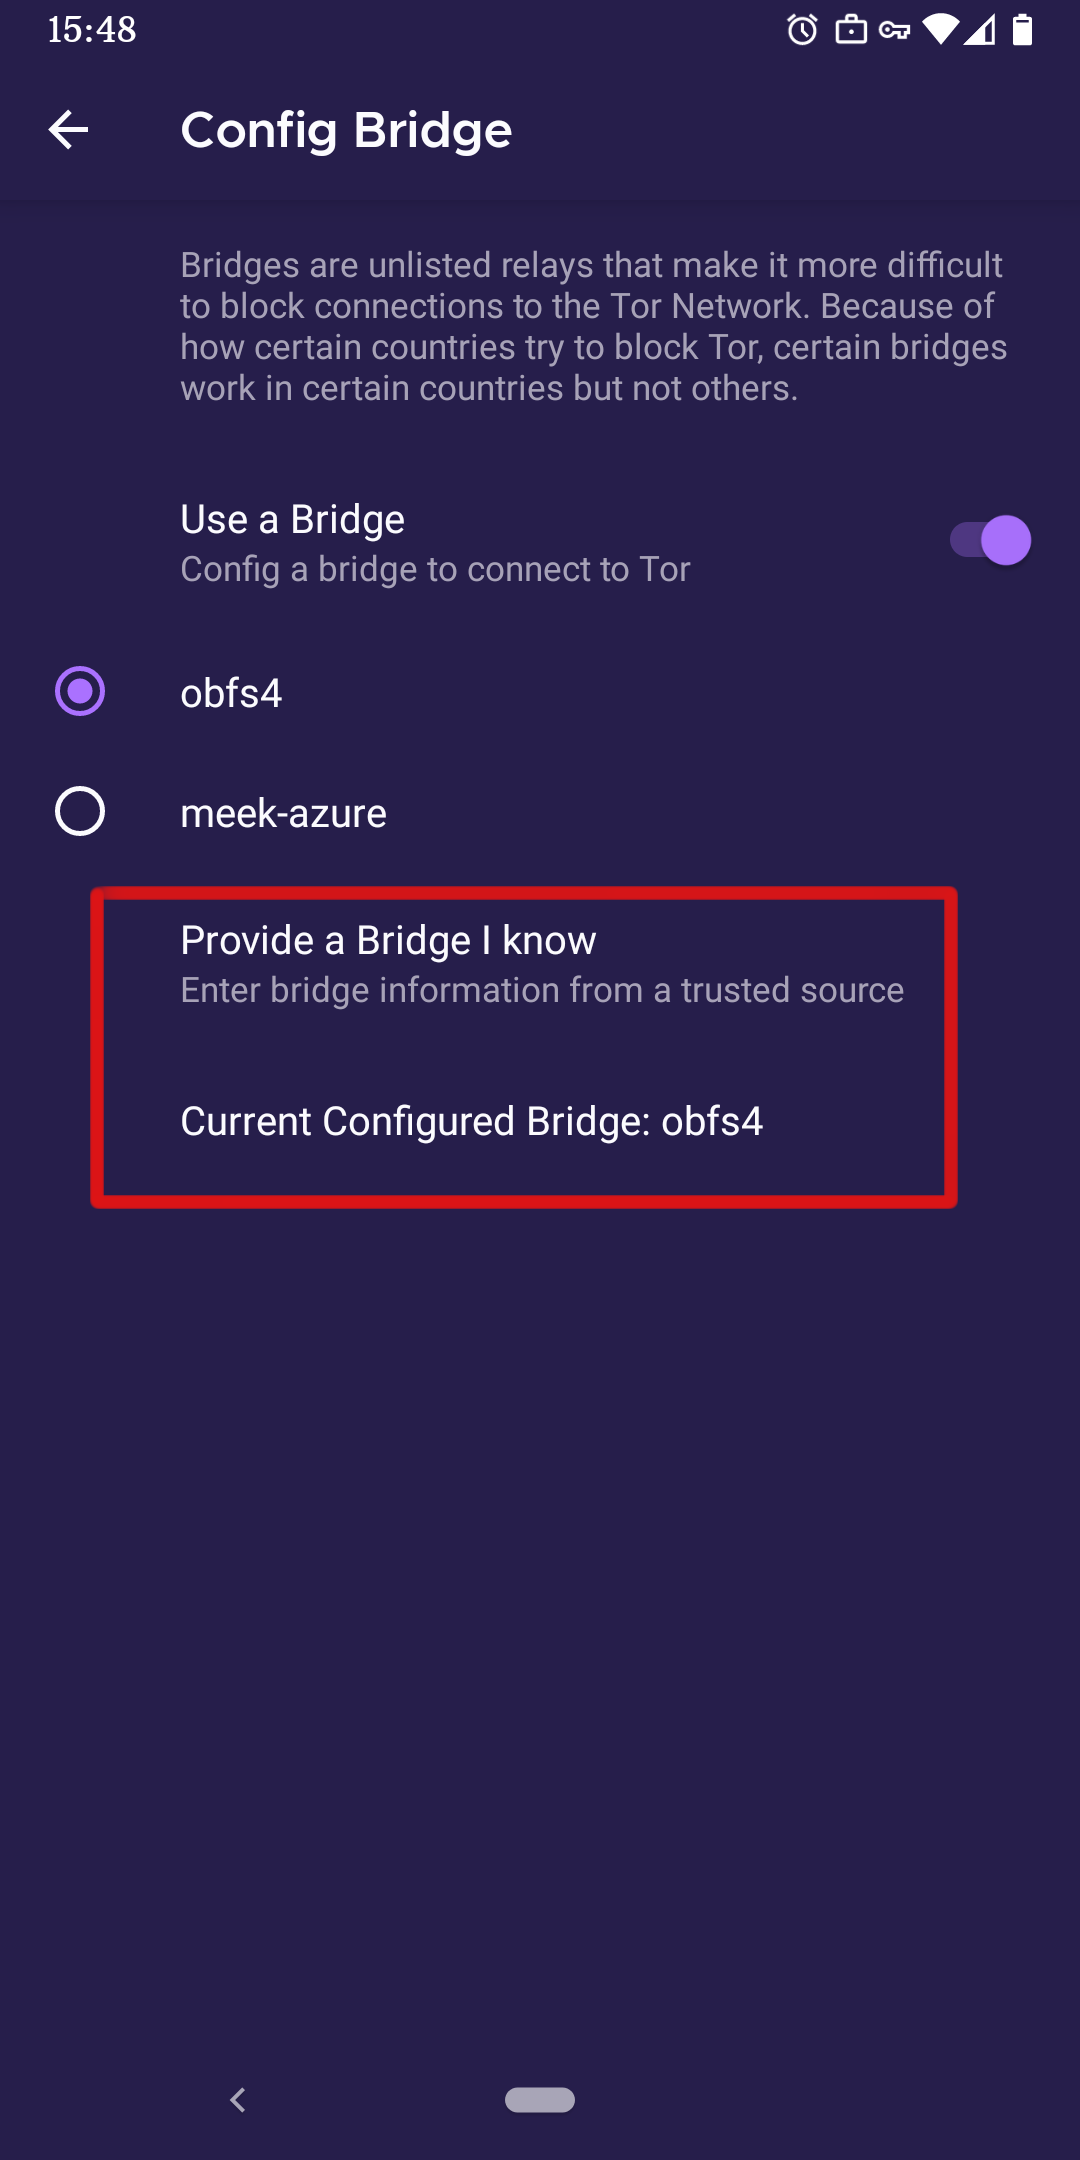 15:48
Config Bridge
Bridges are unlisted relays that make it more difficult
to block connections to the Tor Network. Because of
how certain countries try to block Tor, certain bridges
work in certain countries but not others.
Use a Bridge
Config a bridge to connect to Tor
obfs4
meek-azure
Provide a Bridge I know
Enter bridge information from a trusted source
Current Configured Bridge: obfs4